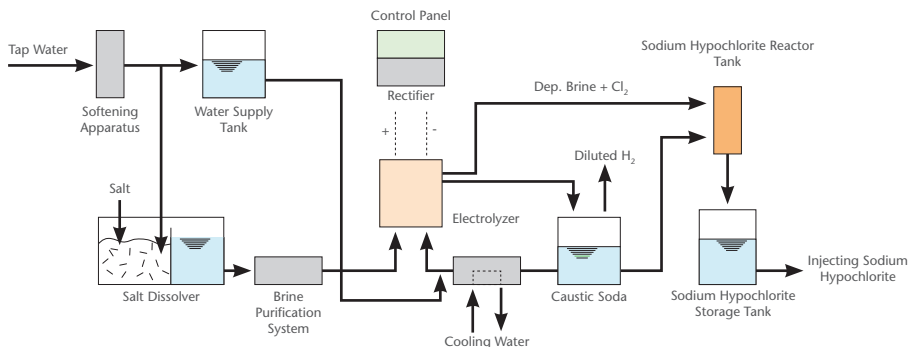 Control Panel
Tap Water
Sodium Hypochlorite Reactor
Tank
Rectifier
Dep. Brine + Cl2
Softening
Apparatus
Water Supply
Tank
+
-
Diluted H2
Salt
Electrolyzer
Injecting Sodium
Hypochlorite
Salt Dissolver
Brine
Purification
System
Caustic Soda
Sodium Hypochlorite
Storage Tank
Cooling Water